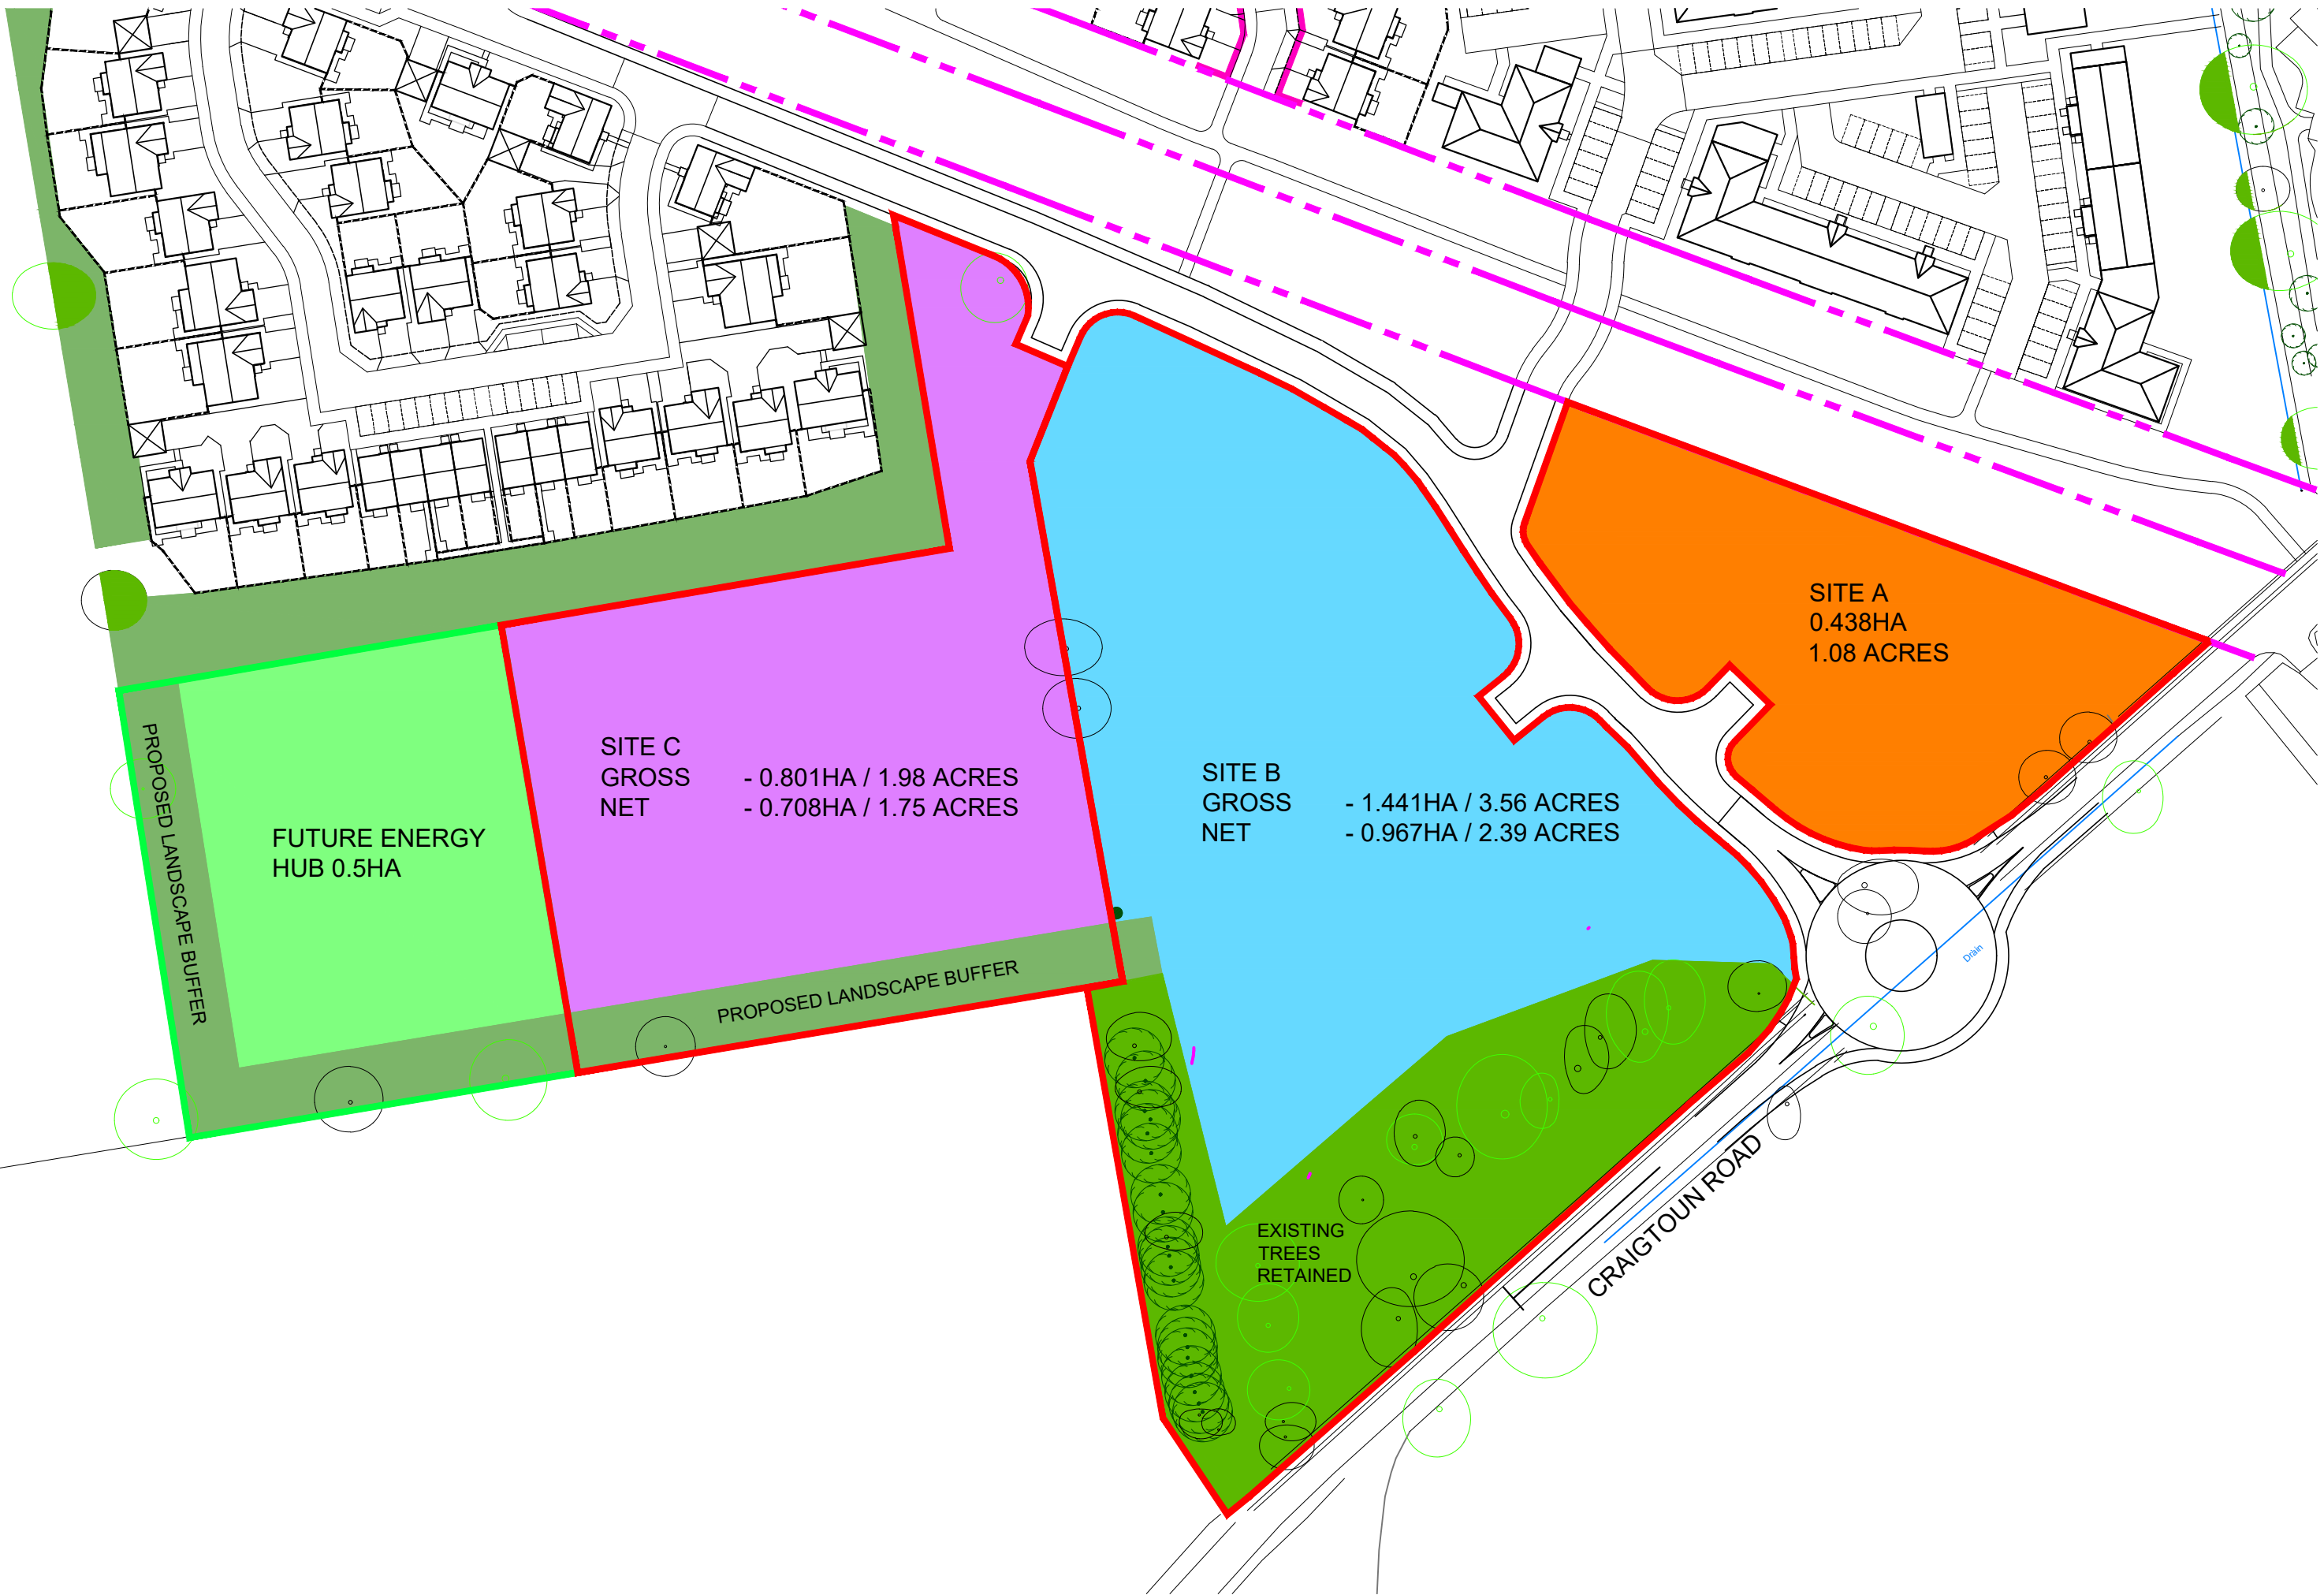 SITE A
0.438HA
1.08 ACRES
SITE C
GROSS - 0.801HA / 1.98 ACRES
NET - 0.708HA / 1.75 ACRES
SITE B
GROSS - 1.441HA / 3.56 ACRES
NET - 0.967HA / 2.39 ACRES
FUTURE ENERGY
HUB 0.5HA
PROPOSED LANDSCAPE BUFFER
PROPOSED LANDSCAPE BUFFER
Drain
EXISTING
TREES
RETAINED
CRAIGTOUN ROAD